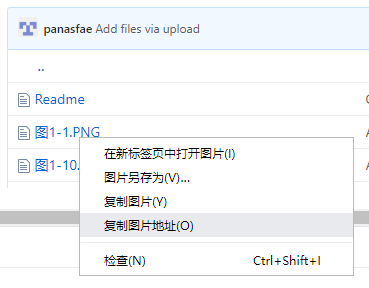 panasfae Add files via upload
..
Readme
图1-1.PNG
图1-10.
在新标签页中打开图片(I)
图片另存为(V)...
复制图片(Y)
复制图片地址(O)
检查(N) Ctrl+Shift+I